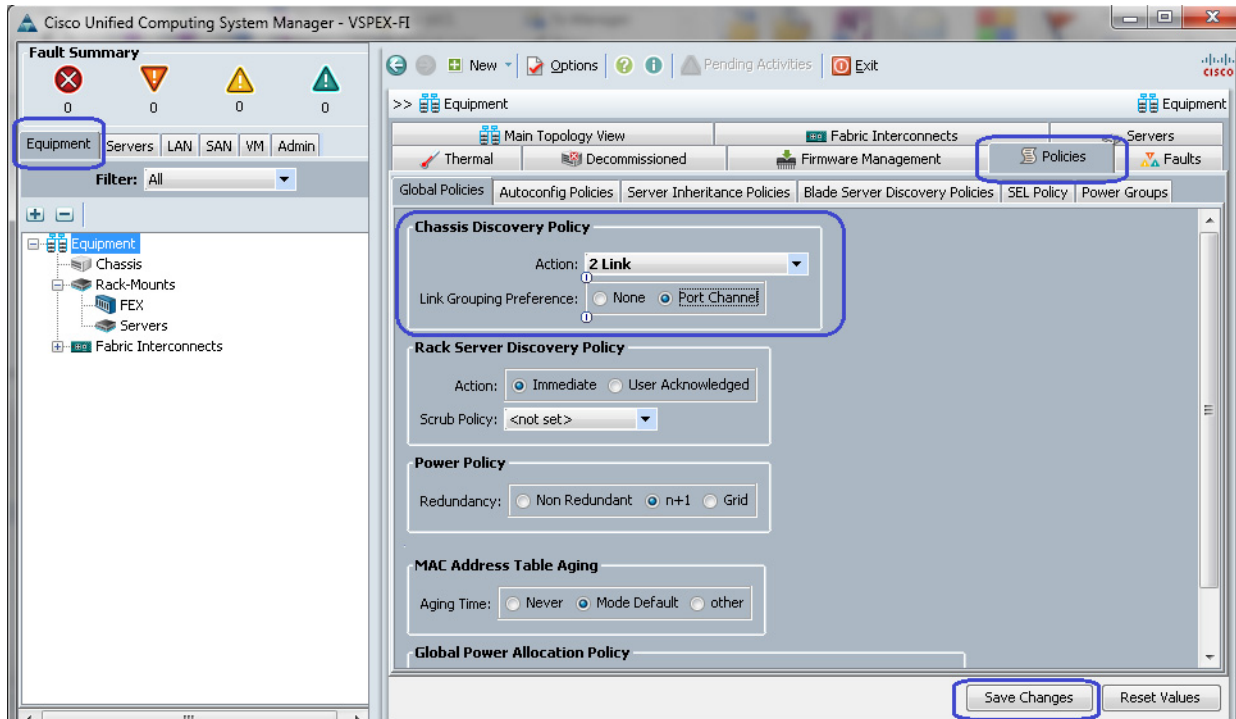 Cisco Unified Computing System Manager - VSPEX-FI
Fault Summary
0 0 0 0
Equipment Servers LAN SAN VM Admin
Filter: All
Equipment
Chassis
Rack-Mounts
FEX
Servers
Fabric Interconnects
New Options Pending Activities Exit
CISCO
>> Equipment Equipment
Main Topology View Fabric Interconnects Servers
Thermal Decommissioned Firmware Management Policies Faults
Global Policies Autoconfig Policies Server Inheritance Policies Blade Server Discovery Policies SEL Policy Power Groups
Chassis Discovery Policy
Action: 2 Link
Link Grouping Preference: None Port Channel
Rack Server Discovery Policy
Action: Immediate User Acknowledged
Scrub Policy: <not set>
Power Policy
Redundancy: Non Redundant n+1 Grid
MAC Address Table Aging
Aging Time: Never Mode Default other
Global Power Allocation Policy
Save Changes Reset Values